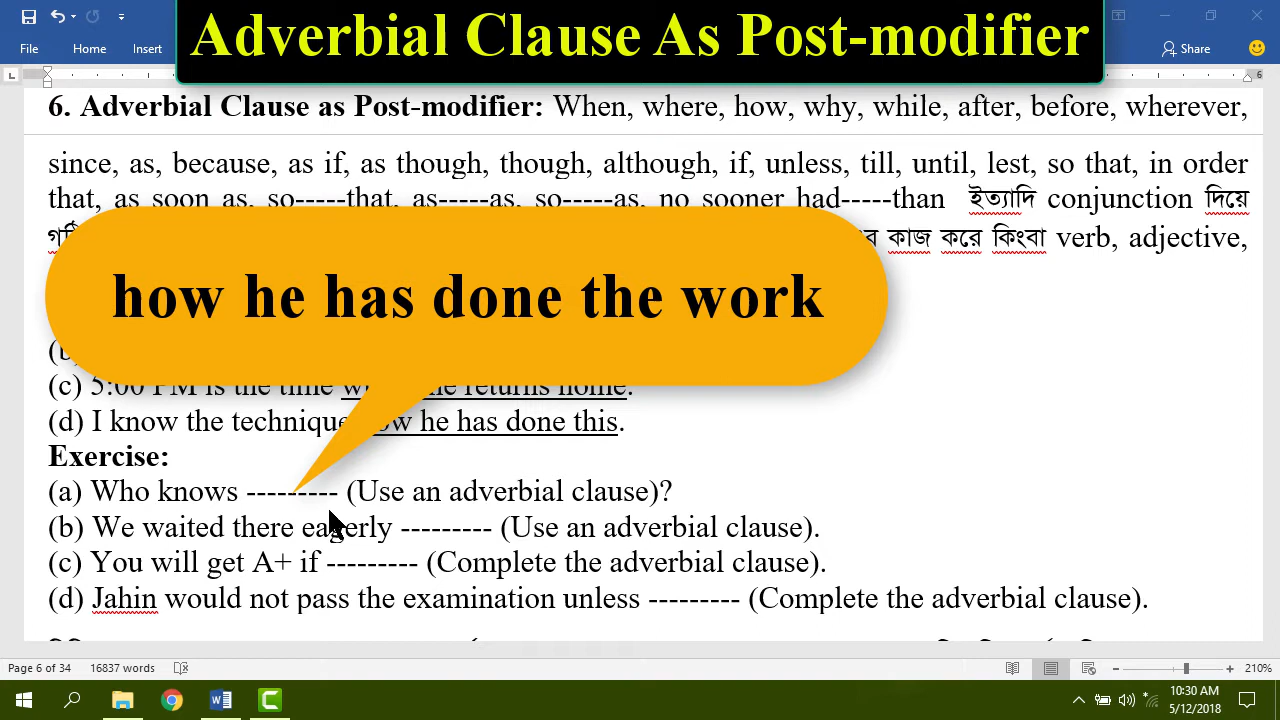 Adverbial Clause As Post-modifier
File Home Insert Share
6
6. Adverbial Clause as Post-modifier: When, where, how, why, while, after, before, wherever,
since, as, because, as if, as though, though, although, if, unless, till, until, lest, so that, in order
that, as soon as, so-----that, as-----as, so-----as, no sooner had-----than ইত্যাদি conjunction দিয়ে
কাজ করে কিংবা verb, adjective,
how he has done the work
(c) 5:00 PM is the time returns home.
(d) I know the technique how he has done this.
Exercise:
(a) Who knows --------- (Use an adverbial clause)?
(b) We waited there eagerly --------- (Use an adverbial clause).
(c) You will get A+ if --------- (Complete the adverbial clause).
(d) Jahin would not pass the examination unless --------- (Complete the adverbial clause).
Page 6 of 34 16837 words 210%
10:30 AM
5/12/2018